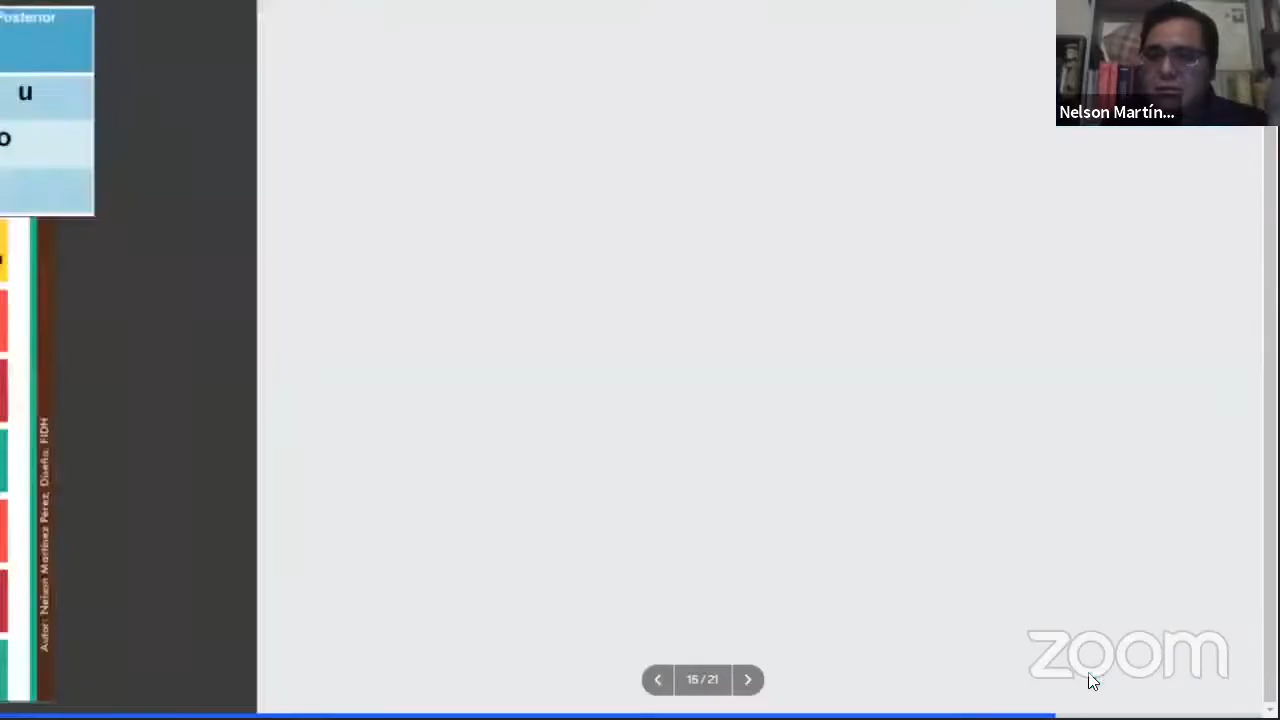 Posterior
u
o
Autor: Nelson Martínez Pérez, Diseño. FIDH
Nelson Martín...
zoom
15 / 21